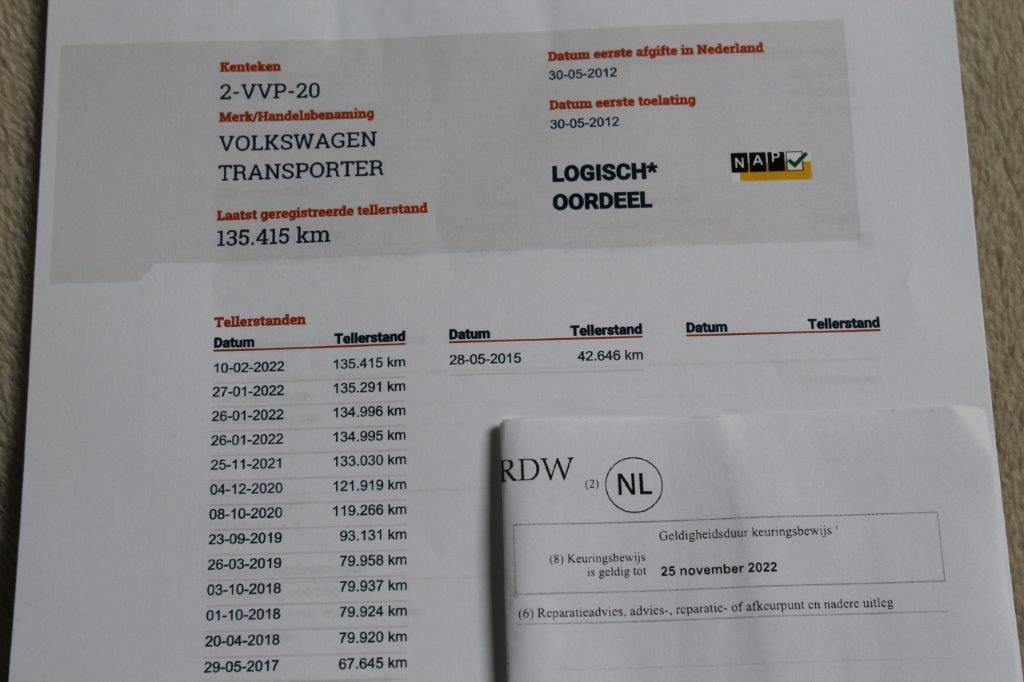 Kenteken
2-VVP-20
Merk/Handelsbenaming
VOLKSWAGEN
TRANSPORTER
Laatst geregistreerde tellerstand
135.415 km
Datum eerste afgifte in Nederland
30-05-2012
Datum eerste toelating
30-05-2012
LOGISCH*
OORDEEL
NAP
Tellerstanden
Datum Tellerstand
10-02-2022 135.415 km
27-01-2022 135.291 km
26-01-2022 134.996 km
26-01-2022 134.995 km
25-11-2021 133.030 km
04-12-2020 121.919 km
08-10-2020 119.266 km
23-09-2019 93.131 km
26-03-2019 79.958 km
03-10-2018 79.937 km
01-10-2018 79.924 km
20-04-2018 79.920 km
29-05-2017 67.645 km
Datum Tellerstand
28-05-2015 42.646 km
Datum Tellerstand
RDW (2) NL
Geldigheidsduur keuringsbewijs ¹
(8) Keuringsbewijs
is geldig tot 25 november 2022
(6) Reparatieadvies, advies-, reparatie- of afkeurpunt en nadere uitleg